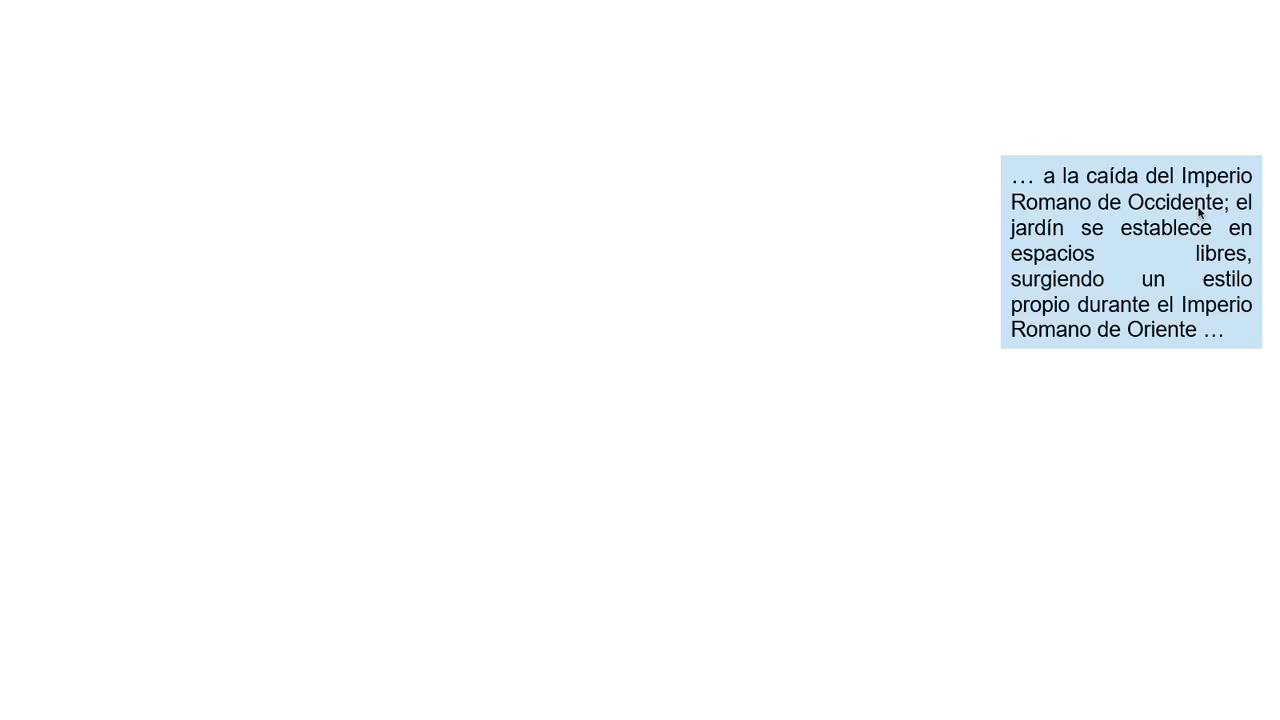 … a la caída del Imperio
Romano de Occidente; el
jardín se establece en
espacios libres,
surgiendo un estilo
propio durante el Imperio
Romano de Oriente …